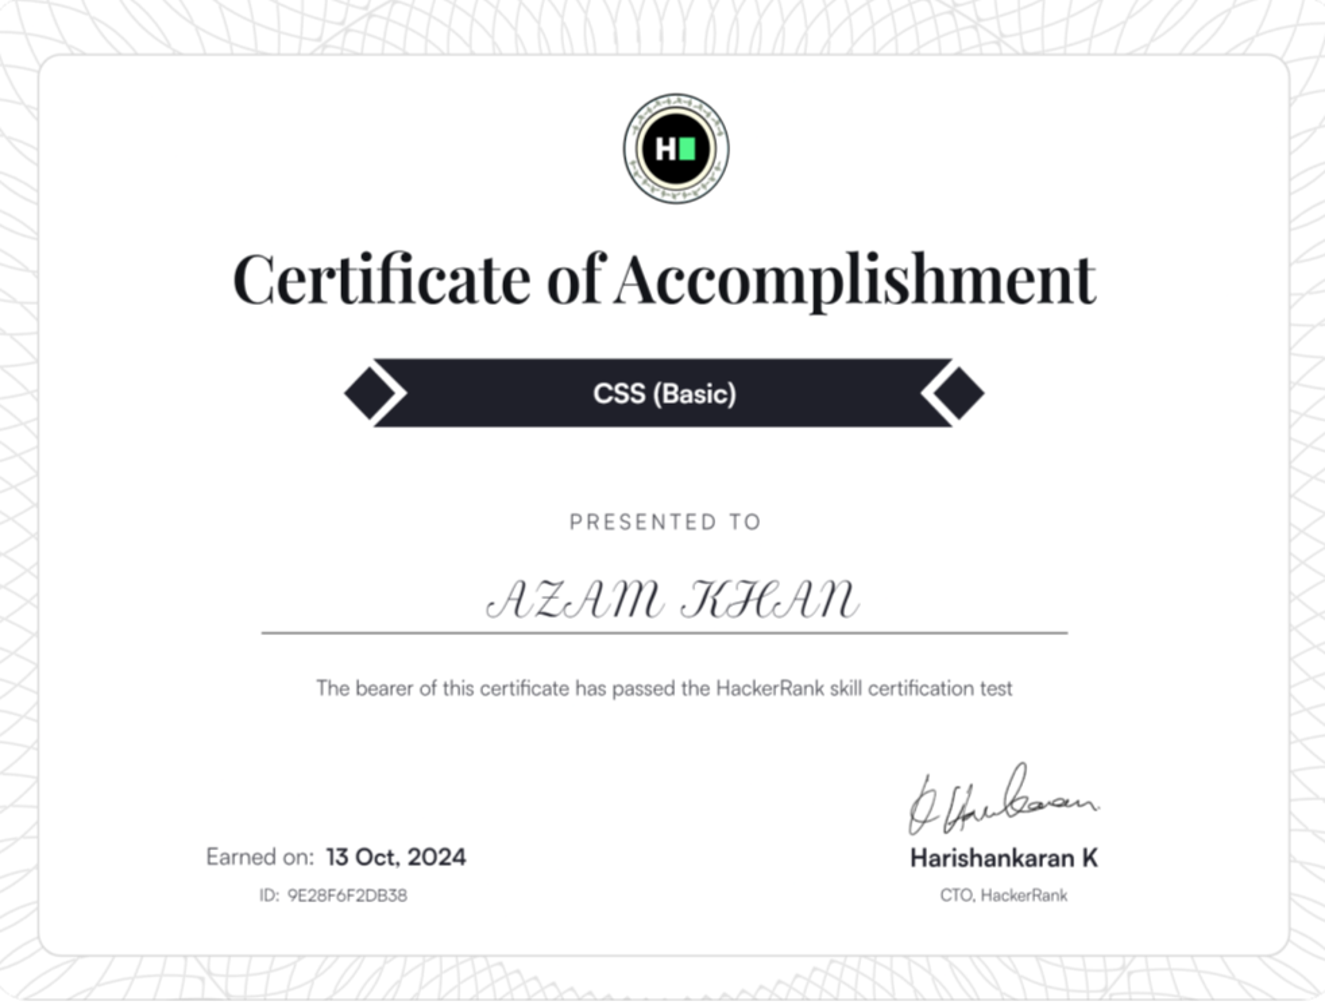 H
Certificate of Accomplishment
CSS (Basic)
PRESENTED TO
AZAM KHAN
The bearer of this certificate has passed the HackerRank skill certification test
Earned on: 13 Oct, 2024
ID: 9E28F6F2DB38
Harishankaran K
CTO, HackerRank